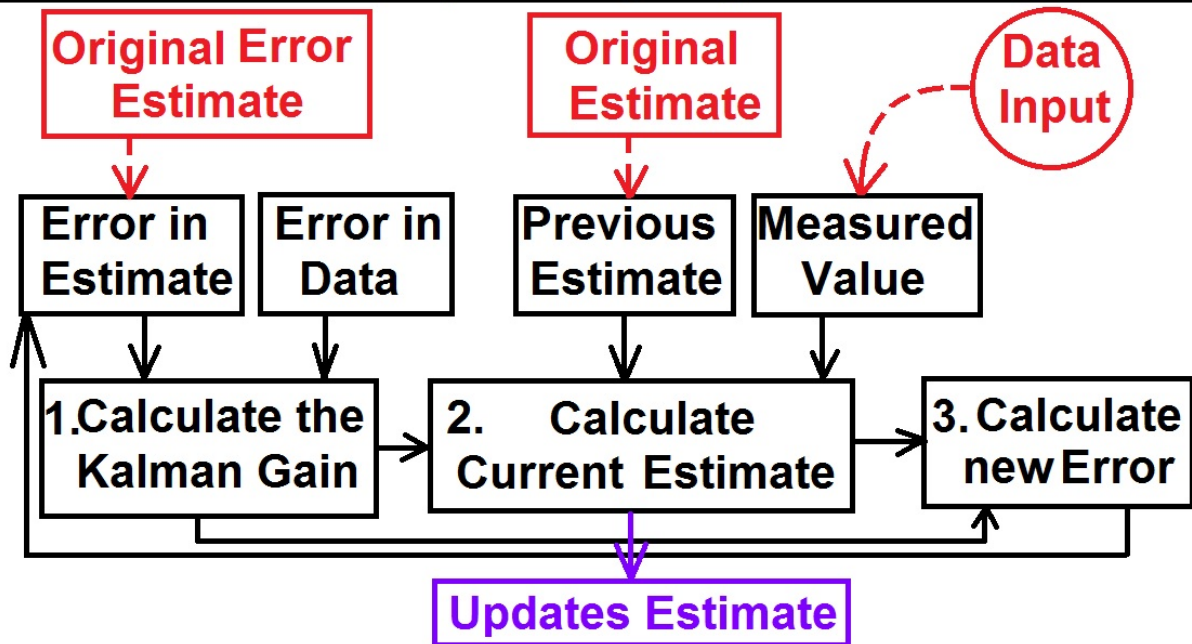 Original Error
Estimate
Original
Estimate
Data
Input
Error in
Estimate
Error in
Data
Previous
Estimate
Measured
Value
1. Calculate the
Kalman Gain
2. Calculate
Current Estimate
3. Calculate
new Error
Updates Estimate